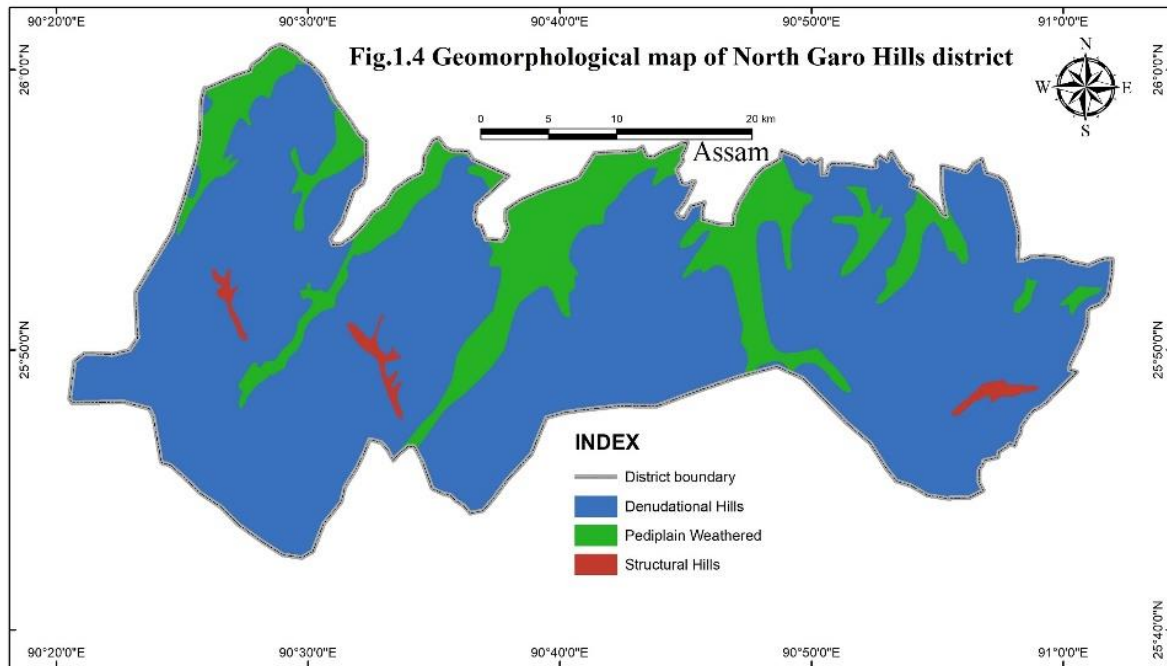 90°20'0"E 90°30'0"E 90°40'0"E 90°50'0"E 91°0'0"E
Fig.1.4 Geomorphological map of North Garo Hills district
N
W E
S
26°0'0"N 26°0'0"N
0 5 10 20 km
Assam
25°50'0"N 25°50'0"N
INDEX
District boundary
Denudational Hills
Pediplain Weathered
Structural Hills
25°40'0"N
90°20'0"E 90°30'0"E 90°40'0"E 90°50'0"E 91°0'0"E